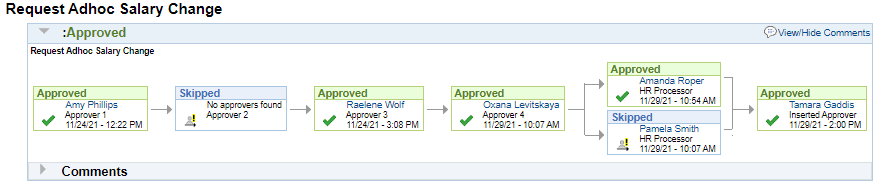 Request Adhoc Salary Change
:Approved
View/Hide Comments
Request Adhoc Salary Change
Approved
Amy Phillips
Approver 1
11/24/21 - 12:22 PM
Skipped
No approvers found
Approver 2
Approved
Raelene Wolf
Approver 3
11/24/21 - 3:08 PM
Approved
Oxana Levitskaya
Approver 4
11/29/21 - 10:07 AM
Approved
Amanda Roper
HR Processor
11/29/21 - 10:54 AM
Skipped
Pamela Smith
HR Processor
11/29/21 - 10:07 AM
Approved
Tamara Gaddis
Inserted Approver
11/29/21 - 2:00 PM
Comments